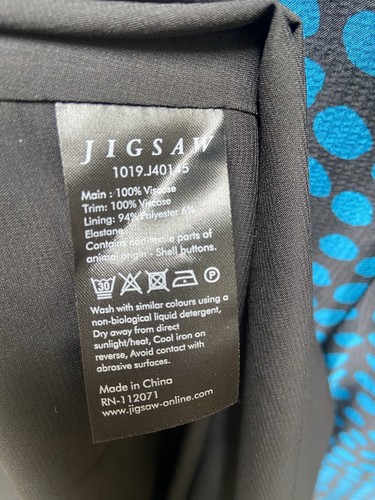 JIGSAW
1019.J40145
Main : 100% Viscose
Trim: 100% Viscose
Lining: 94% Polyester 6%
Elastane
Contains non-textile parts of
animal origin - Shell buttons.
30
P
Wash with similar colours using a
non-biological liquid detergent,
Dry away from direct
sunlight/heat, Cool iron on
reverse, Avoid contact with
abrasive surfaces.
Made in China
RN-112071
www.jigsaw-online.com